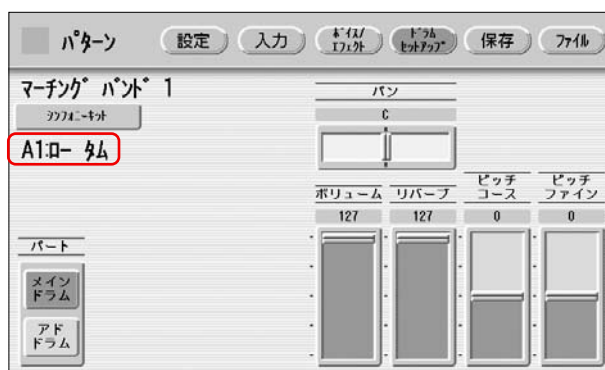 パターン
設定
入力
ボイス/
エフェクト
ドラム
セットアップ
保存
ファイル
マーチング バンド 1
シンフォニーキット
A1:ロー タム
パン
C
ボリューム
リバーブ
ピッチ
コース
ピッチ
ファイン
127
127
0
0
パート
メイン
ドラム
アド
ドラム